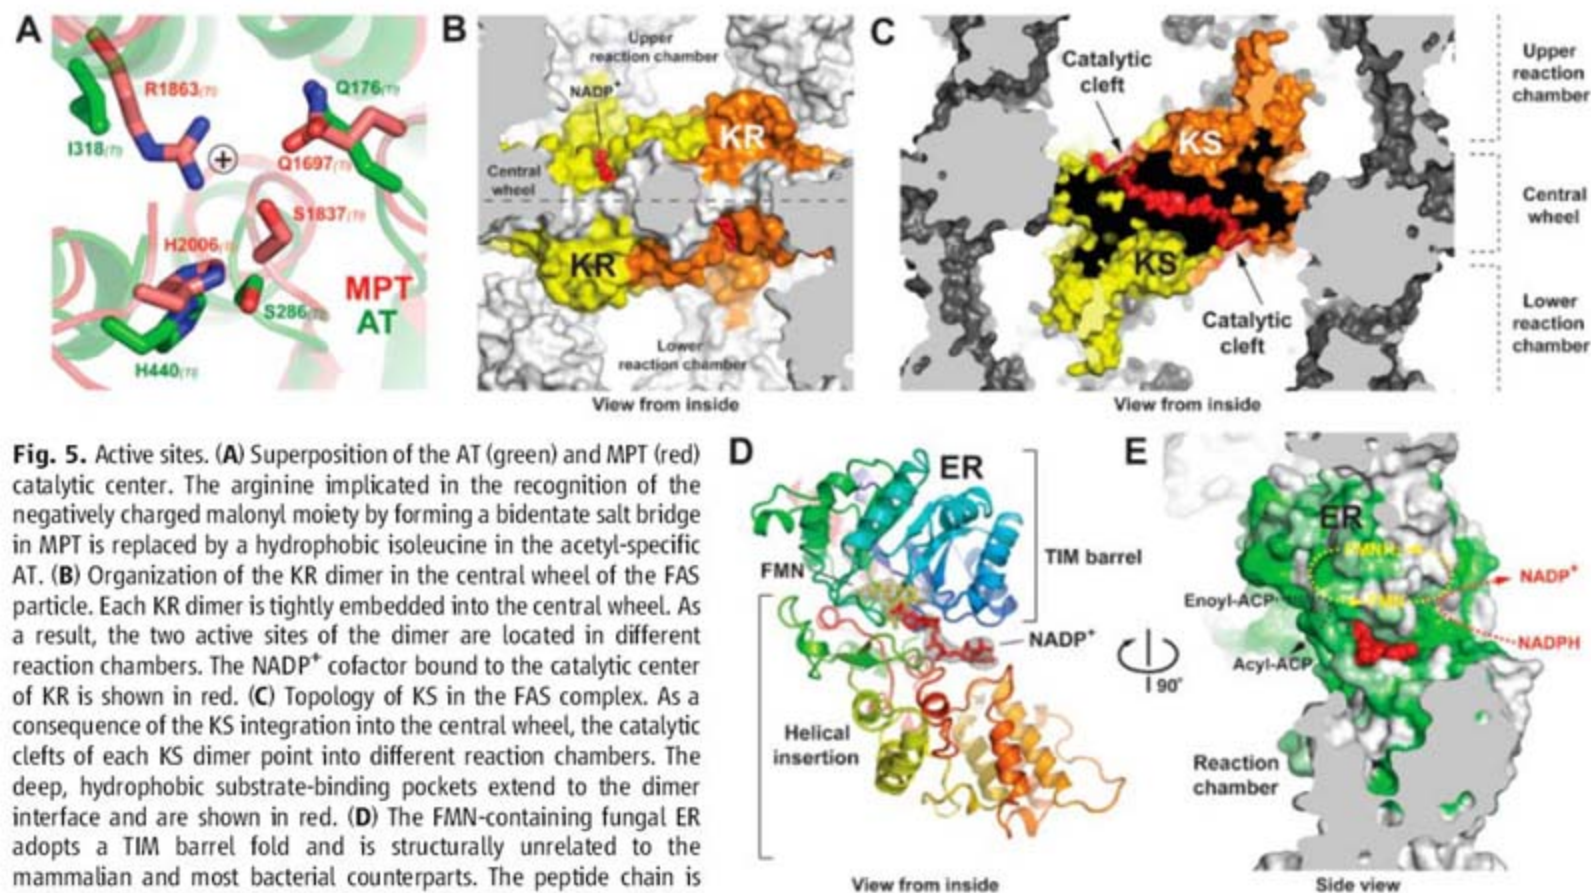 A
R1863(T)
Q176(T)
I318(T)
Q1697(T)
S1837(T)
H2006(T)
S286(T)
H440(T)
MPT
AT
B
Upper
reaction chamber
NADP+
KR
Central
wheel
KR
Lower
reaction chamber
View from inside
C
Catalytic
cleft
KS
KS
Catalytic
cleft
View from inside
Upper
reaction
chamber
Central
wheel
Lower
reaction
chamber
Fig. 5. Active sites. (A) Superposition of the AT (green) and MPT (red)
catalytic center. The arginine implicated in the recognition of the
negatively charged malonyl moiety by forming a bidentate salt bridge
in MPT is replaced by a hydrophobic isoleucine in the acetyl-specific
AT. (B) Organization of the KR dimer in the central wheel of the FAS
particle. Each KR dimer is tightly embedded into the central wheel. As
a result, the two active sites of the dimer are located in different
reaction chambers. The NADP+ cofactor bound to the catalytic center
of KR is shown in red. (C) Topology of KS in the FAS complex. As a
consequence of the KS integration into the central wheel, the catalytic
clefts of each KS dimer point into different reaction chambers. The
deep, hydrophobic substrate-binding pockets extend to the dimer
interface and are shown in red. (D) The FMN-containing fungal ER
adopts a TIM barrel fold and is structurally unrelated to the
mammalian and most bacterial counterparts. The peptide chain is
D
ER
TIM barrel
FMN
NADP+
Helical
insertion
View from inside
90°
E
ER
NADP+
Enoyl-ACP
NADPH
Acyl-ACP
Reaction
chamber
Side view